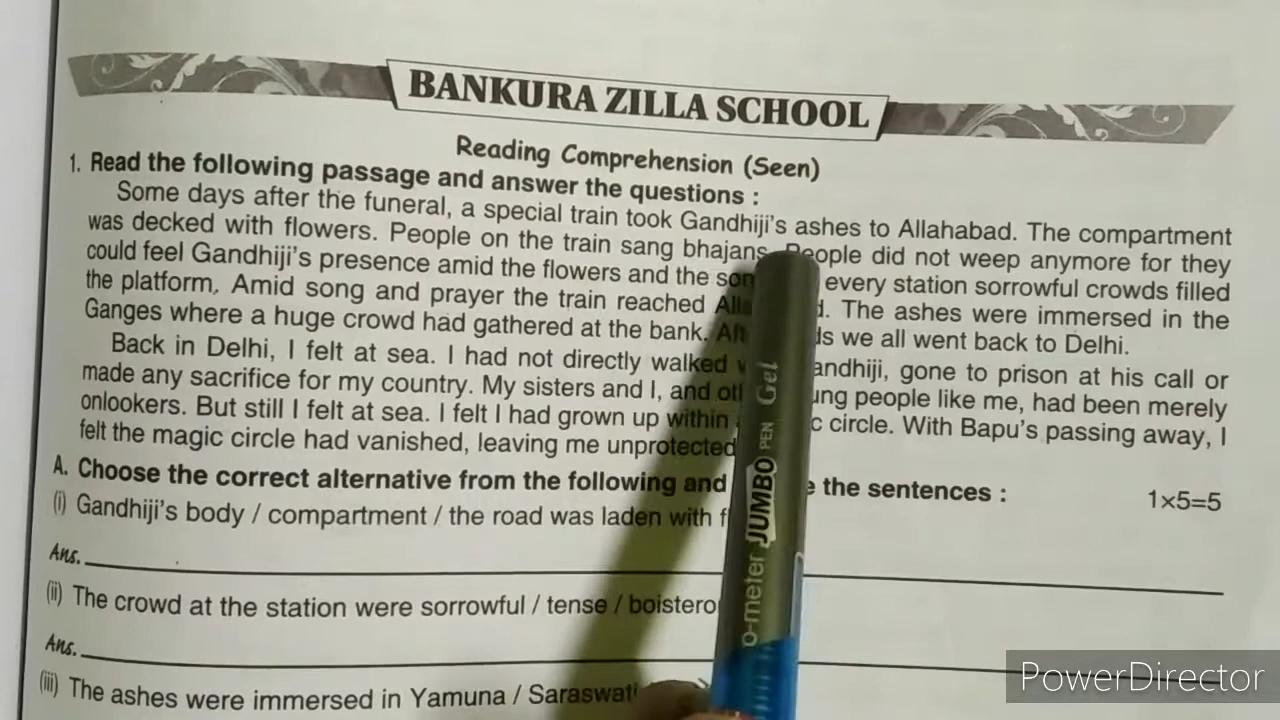 BANKURA ZILLA SCHOOL
Reading Comprehension (Seen)
1. Read the following passage and answer the questions :
Some days after the funeral, a special train took Gandhiji's ashes to Allahabad. The compartment
was decked with flowers. People on the train sang bhajans. People did not weep anymore for they
could feel Gandhiji's presence amid the flowers and the every station sorrowful crowds filled
the platform. Amid song and prayer the train reached The ashes were immersed in the
Ganges where a huge crowd had gathered at the bank. we all went back to Delhi.
Back in Delhi, I felt at sea. I had not directly walked Gandhiji, gone to prison at his call or
made any sacrifice for my country. My sisters and I, and people like me, had been merely
onlookers. But still I felt at sea. I felt I had grown up within circle. With Bapu's passing away, I
felt the magic circle had vanished, leaving me unprotected
A. Choose the correct alternative from the following and the sentences : 1×5=5
(i) Gandhiji's body / compartment / the road was laden with
Ans.
(ii) The crowd at the station were sorrowful / tense /
Ans.
(iii) The ashes were immersed in Yamuna /
JUMBO PEN Gel
o-meter
PowerDirector